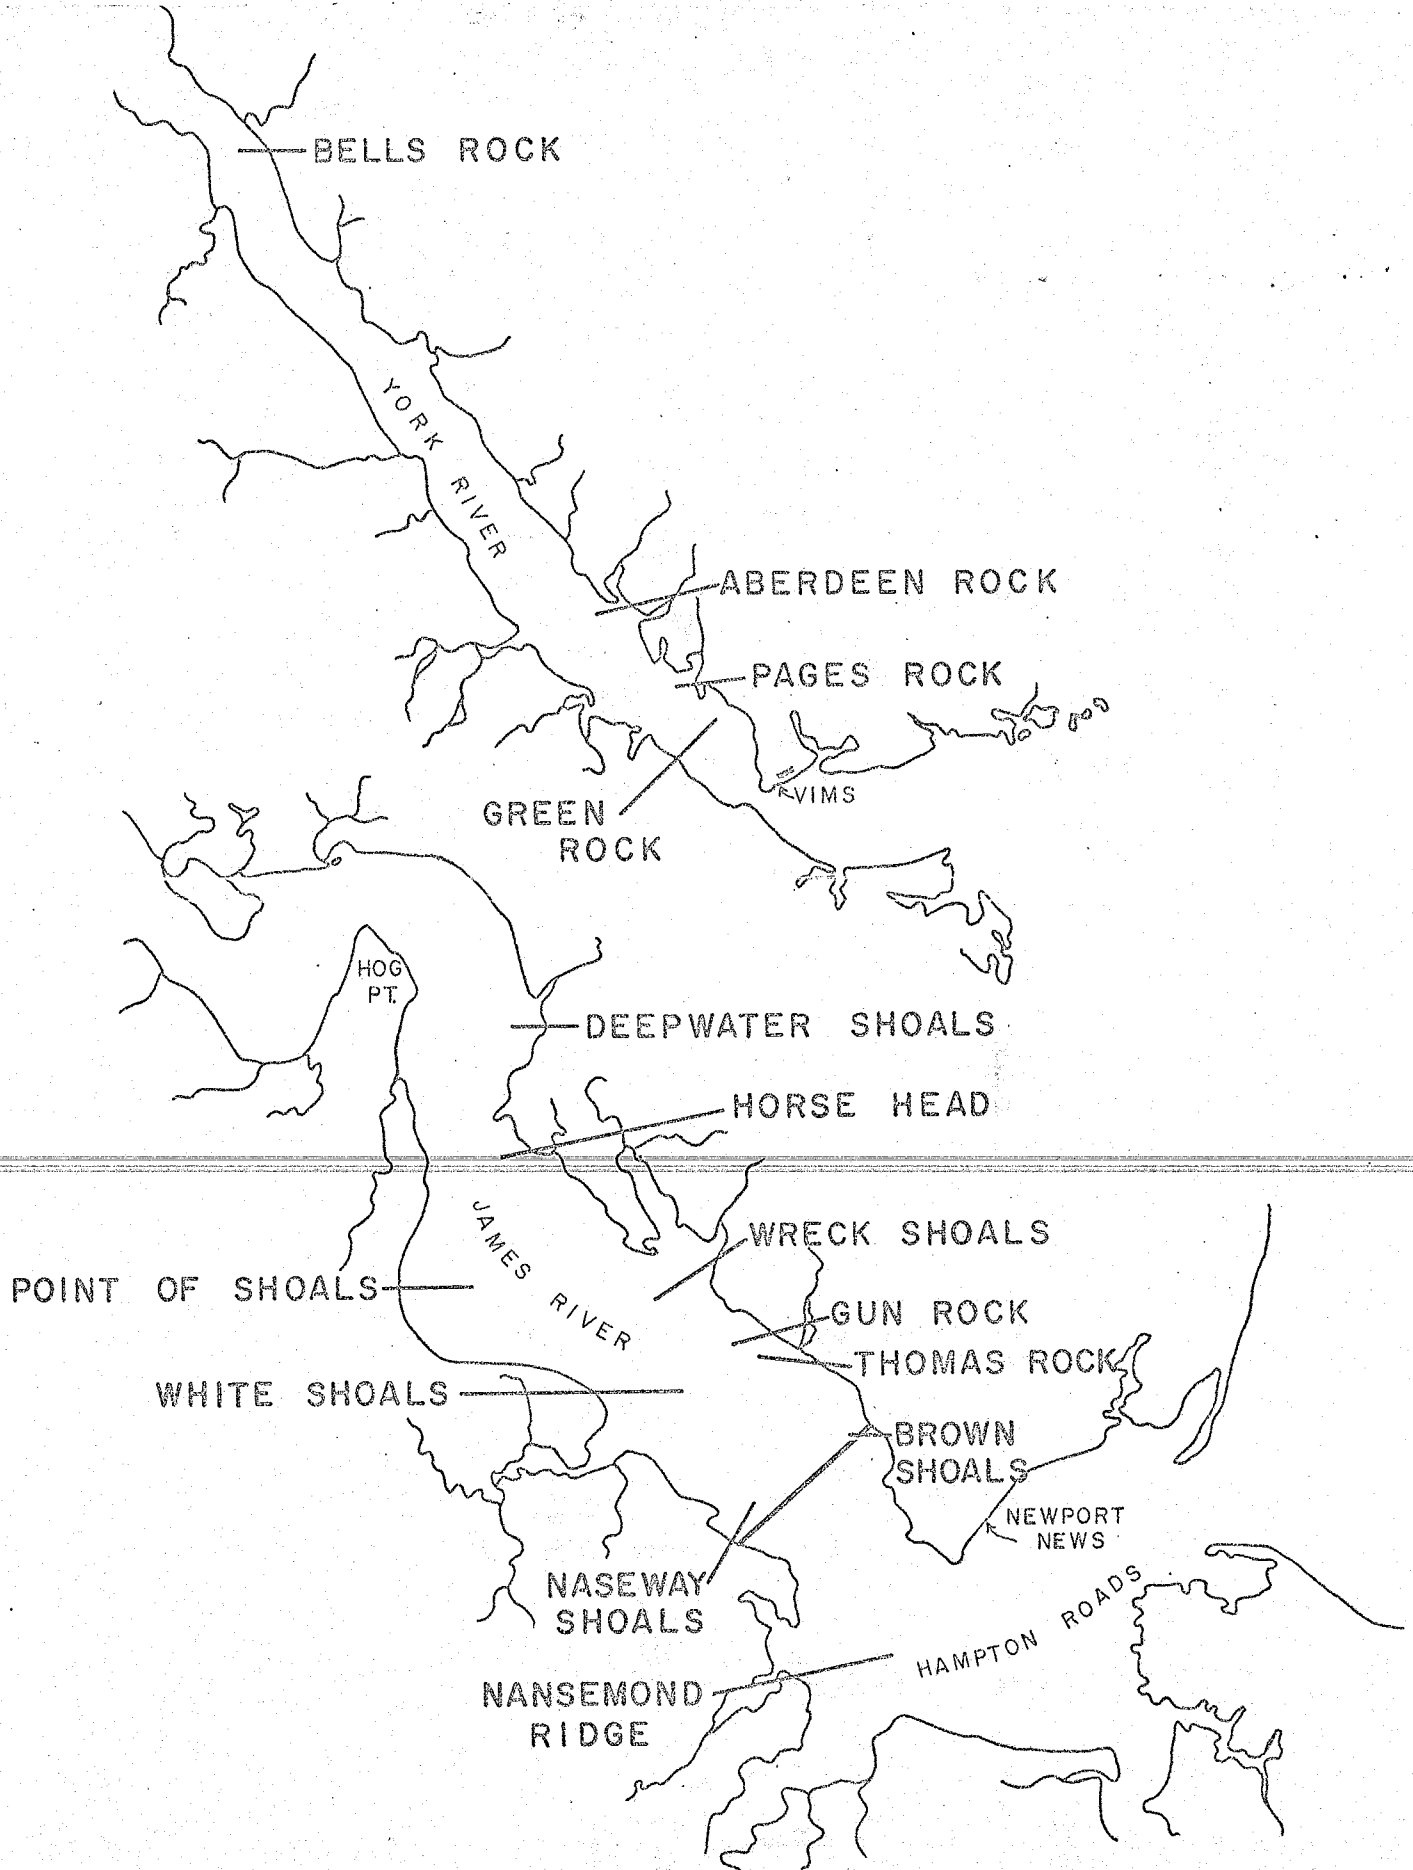 BELLS ROCK
YORK RIVER
ABERDEEN ROCK
PAGES ROCK
VIMS
GREEN
ROCK
HOG
PT.
DEEPWATER SHOALS
HORSE HEAD
JAMES RIVER
WRECK SHOALS
POINT OF SHOALS
GUN ROCK
THOMAS ROCK
WHITE SHOALS
BROWN
SHOALS
NEWPORT
NEWS
NASEWAY
SHOALS
HAMPTON ROADS
NANSEMOND
RIDGE